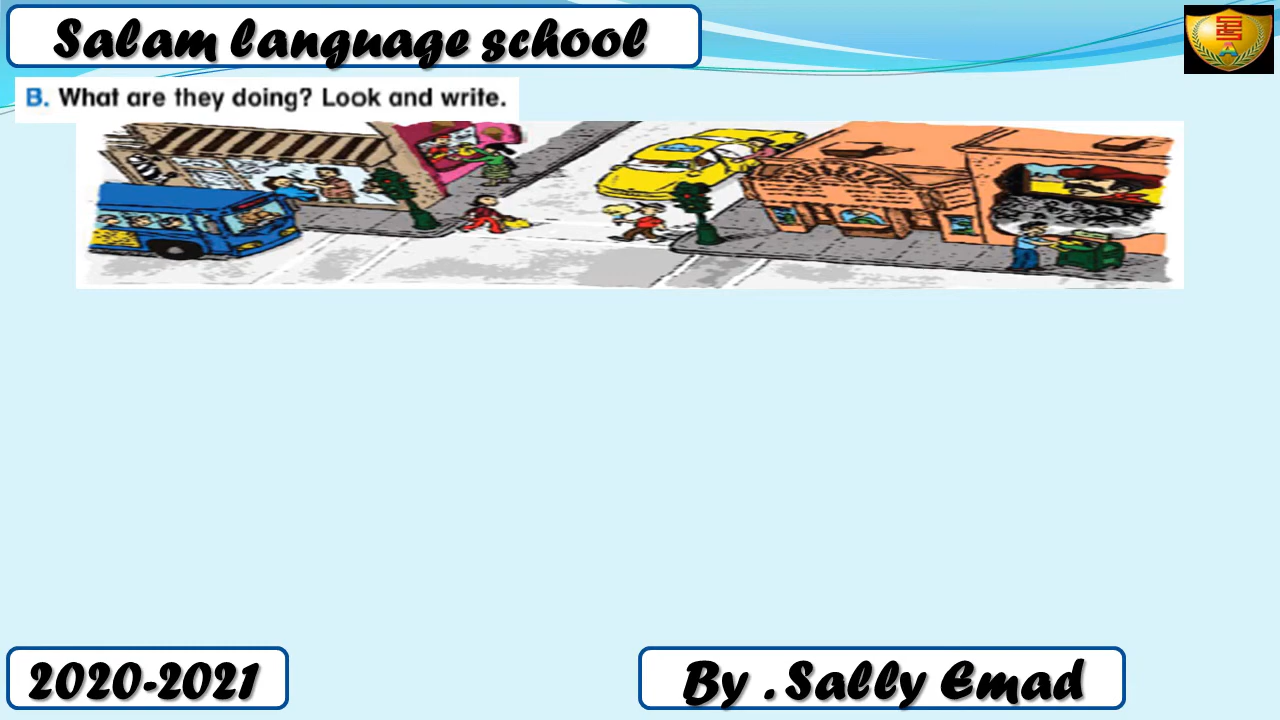 Salam language school
B. What are they doing? Look and write.
2020-2021
By . Sally Emad